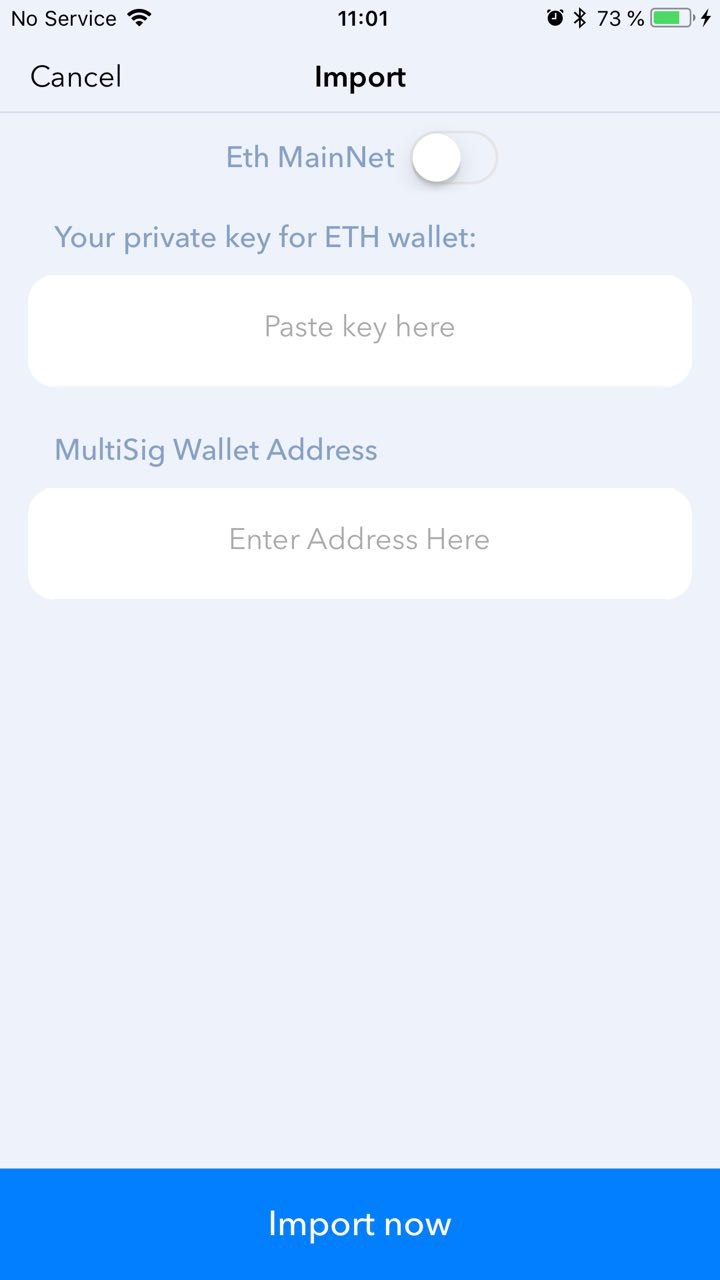 No Service 11:01 73 %
Cancel Import
Eth MainNet
Your private key for ETH wallet:
Paste key here
MultiSig Wallet Address
Enter Address Here
Import now